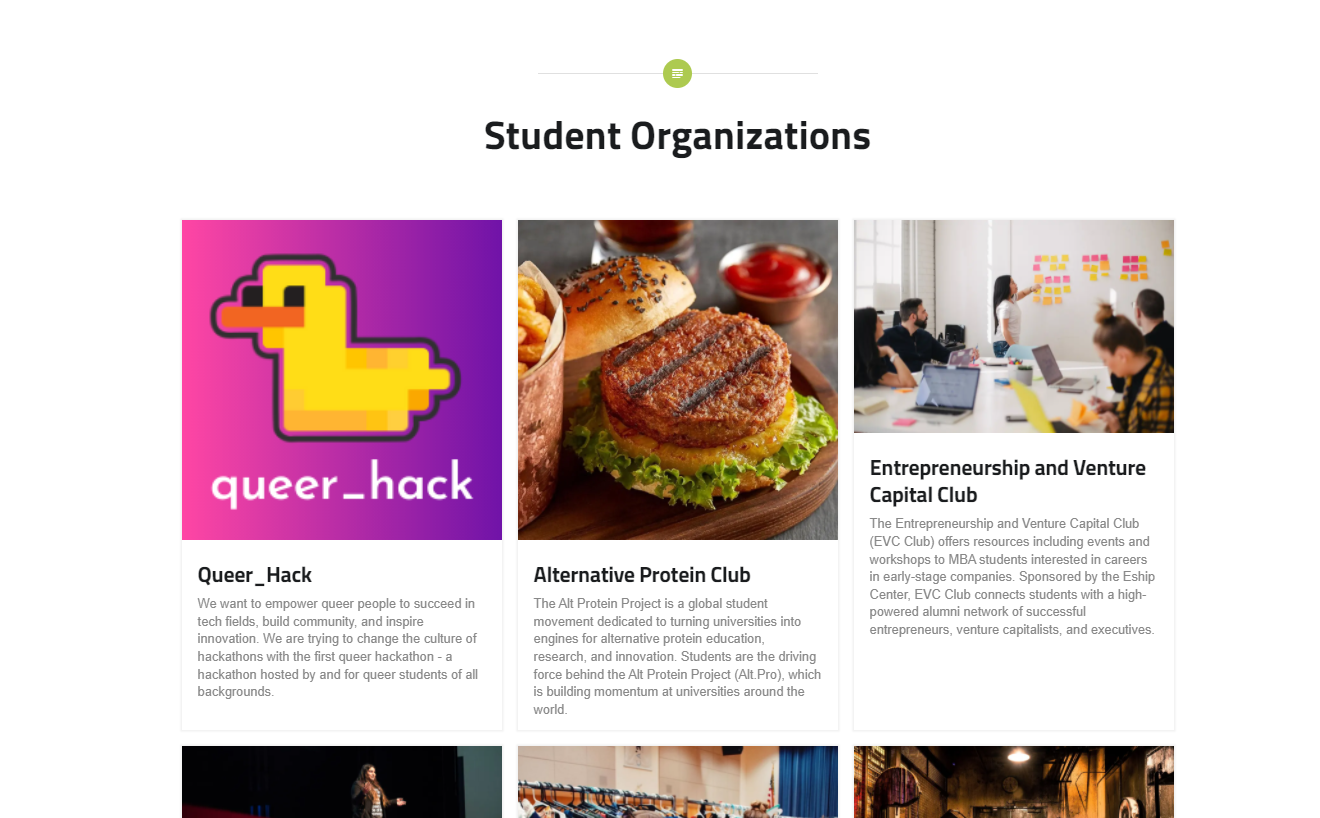 Student Organizations
queer_hack
Queer_Hack
We want to empower queer people to succeed in
tech fields, build community, and inspire
innovation. We are trying to change the culture of
hackathons with the first queer hackathon - a
hackathon hosted by and for queer students of all
backgrounds.
Alternative Protein Club
The Alt Protein Project is a global student
movement dedicated to turning universities into
engines for alternative protein education,
research, and innovation. Students are the driving
force behind the Alt Protein Project (Alt.Pro), which
is building momentum at universities around the
world.
Entrepreneurship and Venture
Capital Club
The Entrepreneurship and Venture Capital Club
(EVC Club) offers resources including events and
workshops to MBA students interested in careers
in early-stage companies. Sponsored by the Eship
Center, EVC Club connects students with a high-
powered alumni network of successful
entrepreneurs, venture capitalists, and executives.